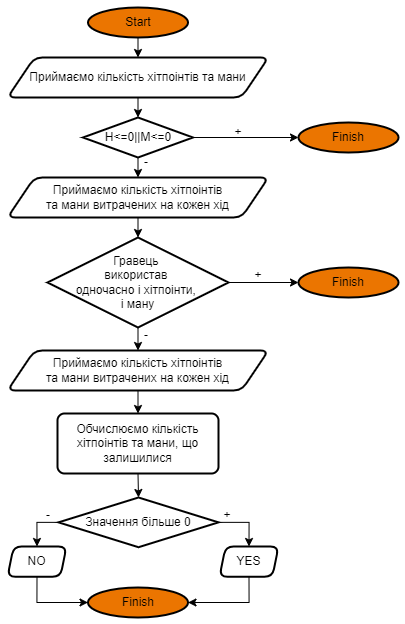 Start
Приймаємо кількість хітпоінтів та мани
H<=0||M<=0
+
Finish
-
Приймаємо кількість хітпоінтів
та мани витрачених на кожен хід
Гравець
використав
одночасно і хітпоінти,
і ману
+
Finish
-
Приймаємо кількість хітпоінтів
та мани витрачених на кожен хід
Обчислюємо кількість
хітпоінтів та мани, що
залишилися
-
Значення більше 0
+
NO
YES
Finish